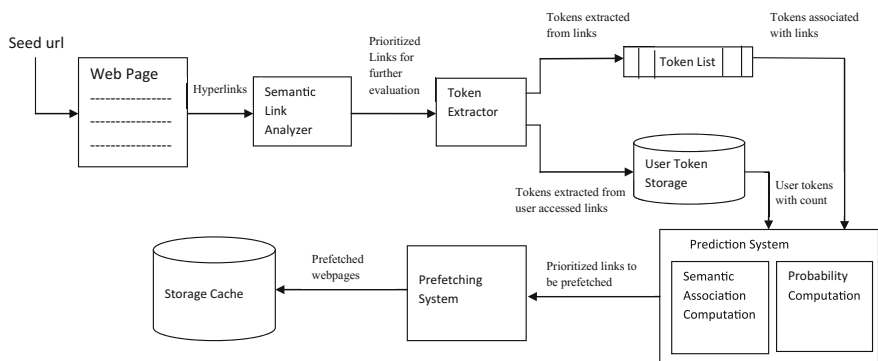 Seed url
Web Page
Hyperlinks
Semantic
Link
Analyzer
Prioritized
Links for
further
evaluation
Token
Extractor
Tokens extracted
from links
Token List
Tokens associated
with links
Tokens extracted from
user accessed links
User Token
Storage
User tokens
with count
Prediction System
Semantic
Association
Computation
Probability
Computation
Prioritized links to
be prefetched
Prefetching
System
Prefetched
webpages
Storage Cache